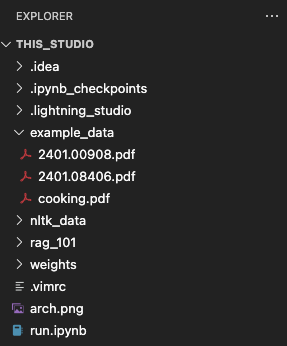 EXPLORER
THIS_STUDIO
.idea
.ipynb_checkpoints
.lightning_studio
example_data
2401.00908.pdf
2401.08406.pdf
cooking.pdf
nltk_data
rag_101
weights
.vimrc
arch.png
run.ipynb